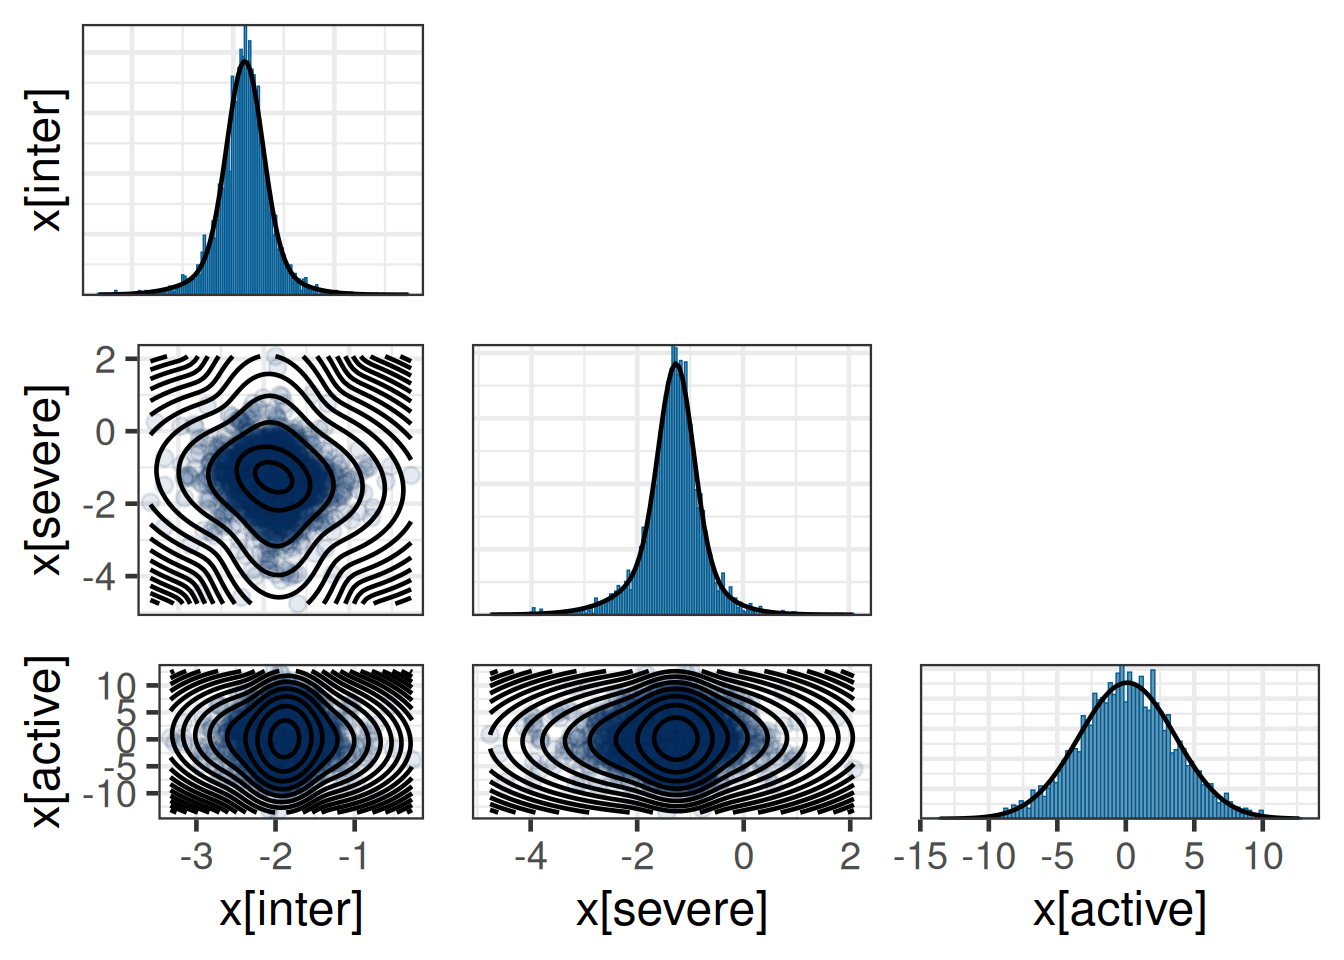 x[inter]
x[severe]
2
0
-2
-4
x[active]
10
5
0
-5
-10
-3 -2 -1
-4 -2 0 2
-15 -10 -5 0 5 10
x[inter] x[severe] x[active]